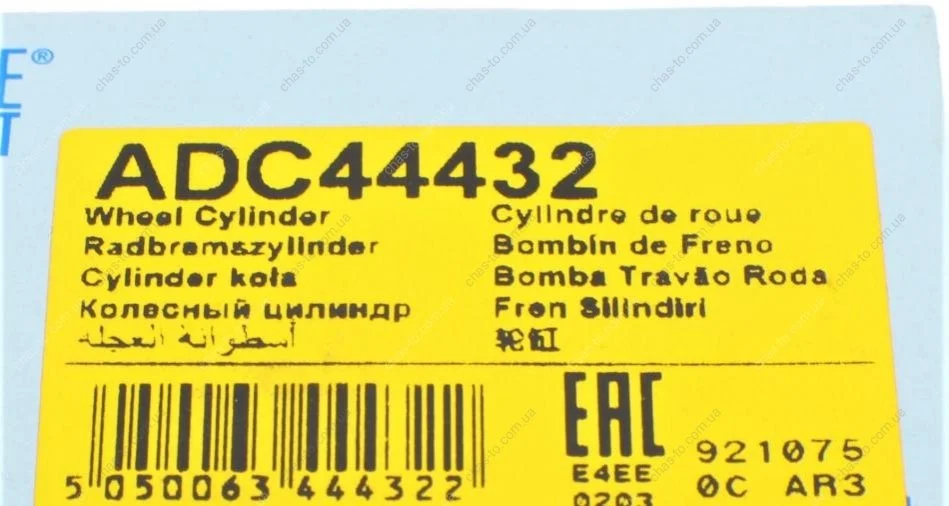 E®
T
ADC44432
Wheel Cylinder
Radbremszylinder
Cylinder koła
Колесный цилиндр
أسطوانة العجلة
Cylindre de roue
Bombin de Freno
Bomba Travão Roda
Fren Silindiri
轮缸
5 050063 444322
EAC
E4EE
0203
921075
0C AR3
chas-to.com.ua